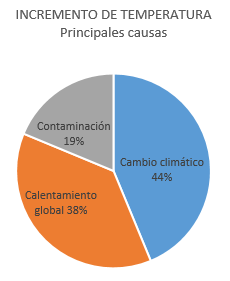 INCREMENTO DE TEMPERATURA
Principales causas
Contaminación
19%
Cambio climático
44%
Calentamiento
global 38%